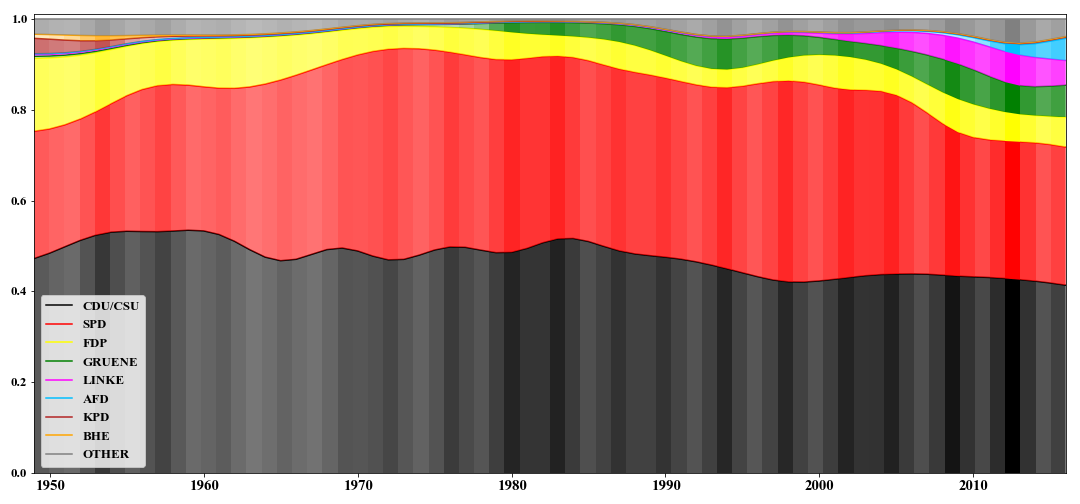 1.0
0.8
0.6
0.4
0.2
0.0
CDU/CSU
SPD
FDP
GRUENE
LINKE
AFD
KPD
BHE
OTHER
1950 1960 1970 1980 1990 2000 2010